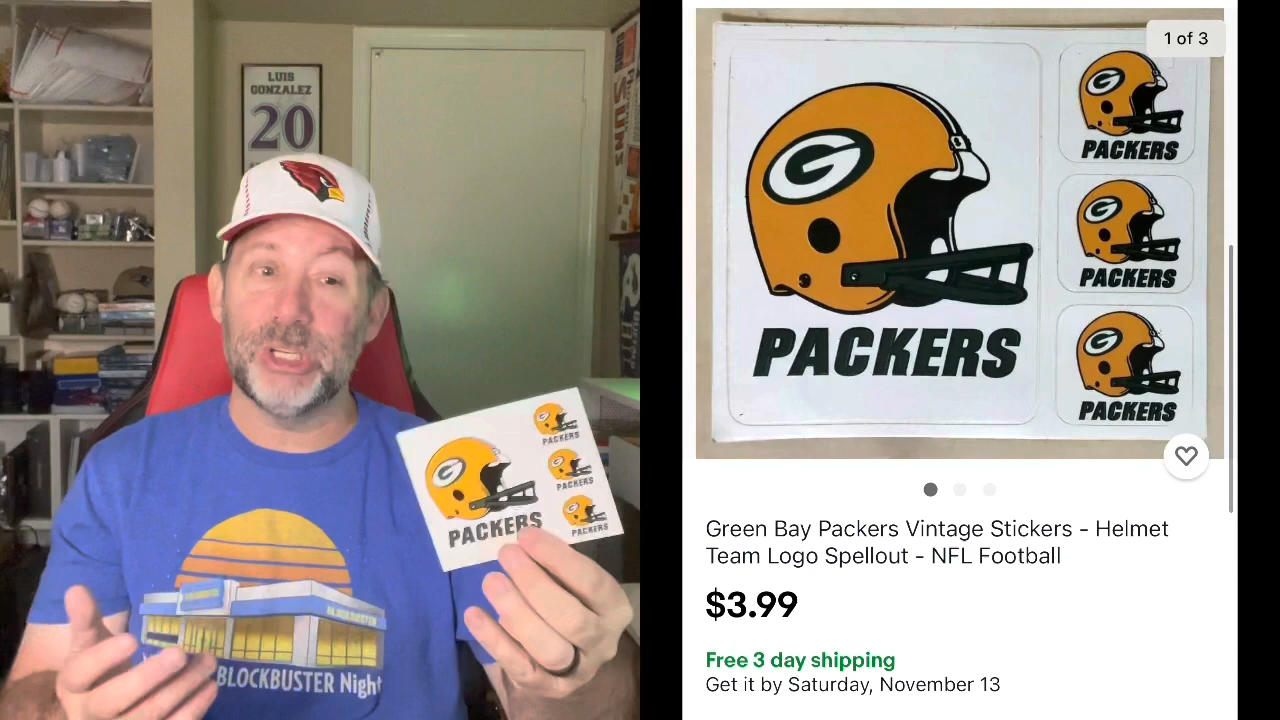 LUIS
GONZALEZ
20
SUNS
PACKERS
PACKERS
PACKERS
PACKERS
BLOCKBUSTER
BLOCKBUSTER Night
1 of 3
G
PACKERS
G
PACKERS
G
PACKERS
G
PACKERS
Green Bay Packers Vintage Stickers - Helmet
Team Logo Spellout - NFL Football
$3.99
Free 3 day shipping
Get it by Saturday, November 13